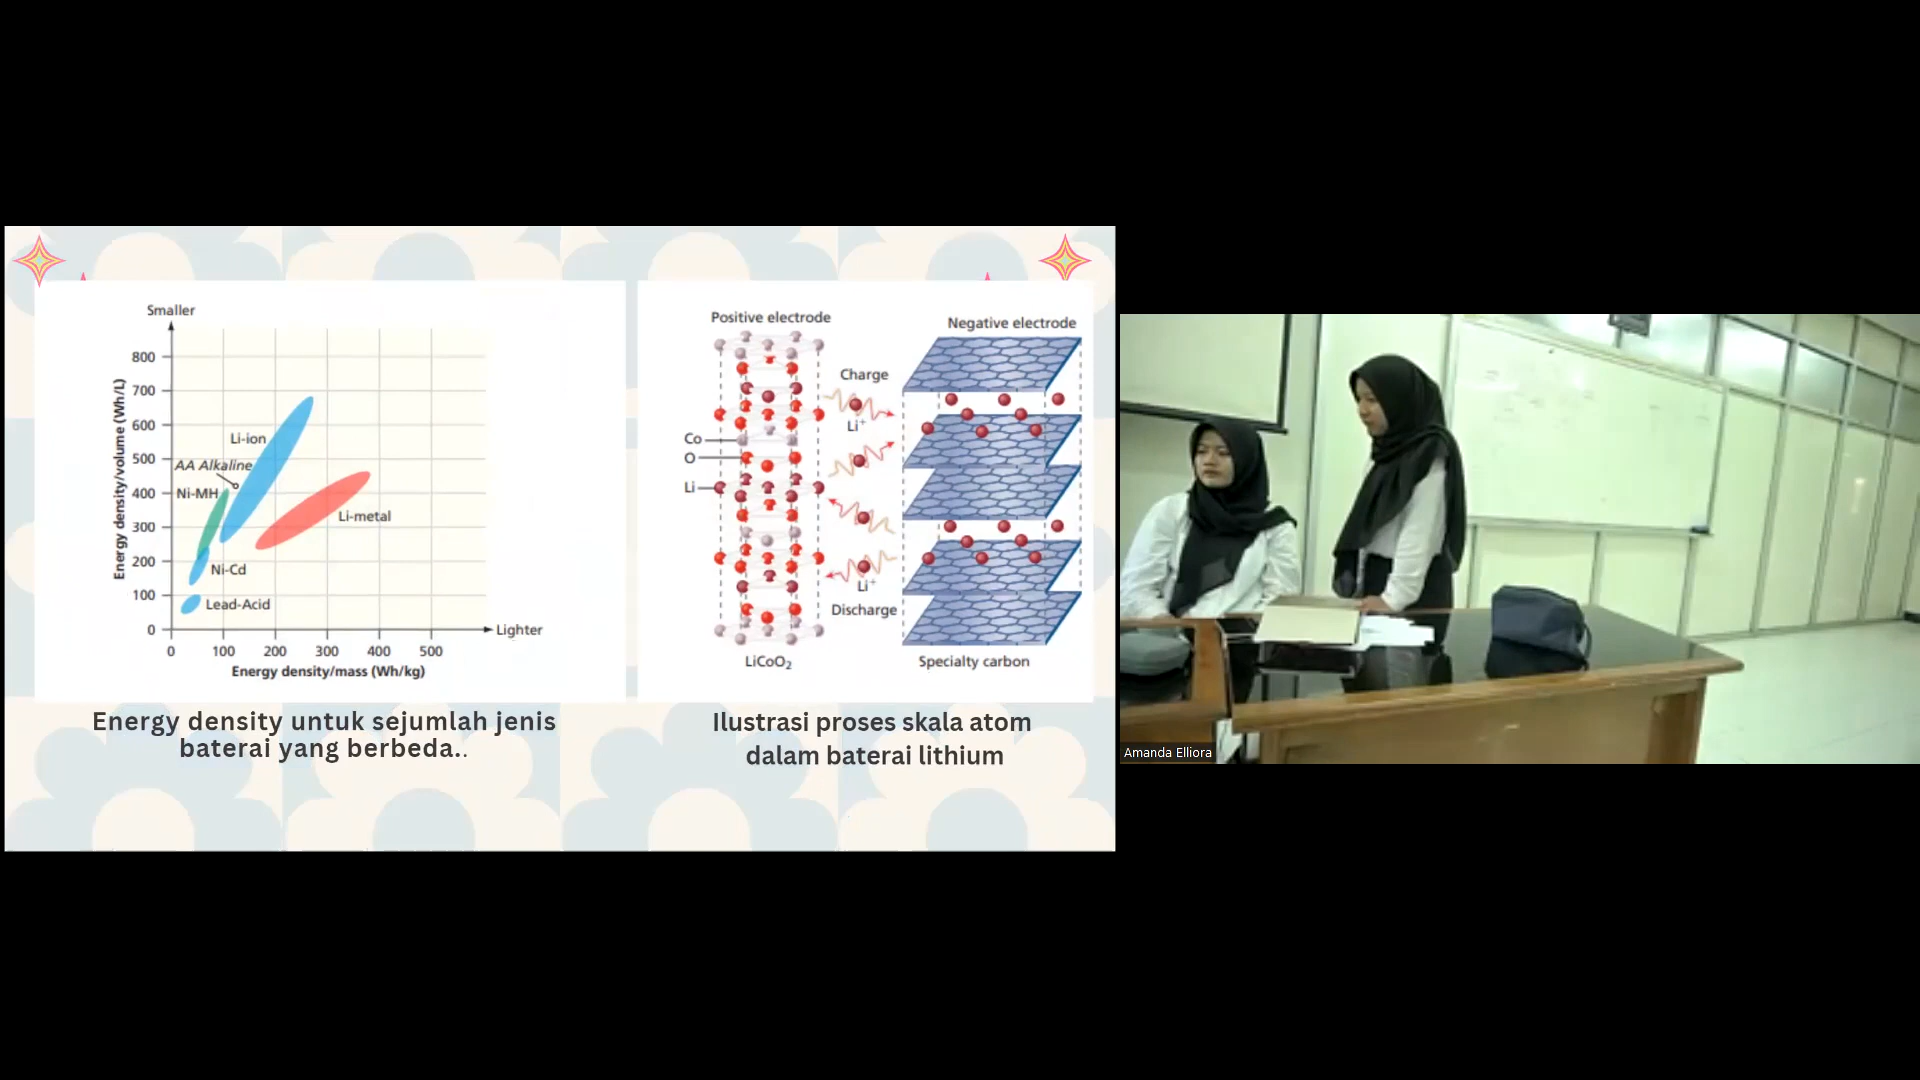 Smaller
800
700
600
500
400
300
200
100
0
Energy density/volume (Wh/L)
Li-ion
AA Alkaline
Ni-MH
Li-metal
Ni-Cd
Lead-Acid
Lighter
0 100 200 300 400 500
Energy density/mass (Wh/kg)
Energy density untuk sejumlah jenis
baterai yang berbeda..
Positive electrode
Negative electrode
Charge
Li⁺
Co
O
Li
Li⁺
Discharge
LiCoO₂
Specialty carbon
Ilustrasi proses skala atom
dalam baterai lithium
Amanda Elliora